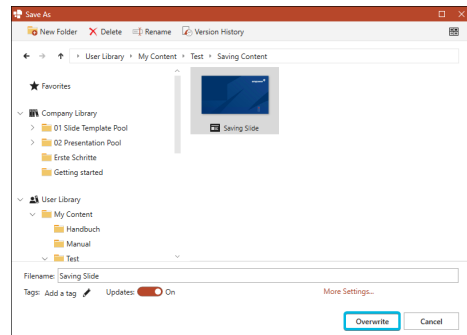 Save As
New Folder Delete Rename Version History
User Library My Content Test Saving Content
Favorites
Company Library
01 Slide Template Pool
02 Presentation Pool
Erste Schritte
Getting started
User Library
My Content
Handbuch
Manual
Test
Saving Slide
Filename: Saving Slide
Tags: Add a tag Updates: On More Settings...
Overwrite Cancel